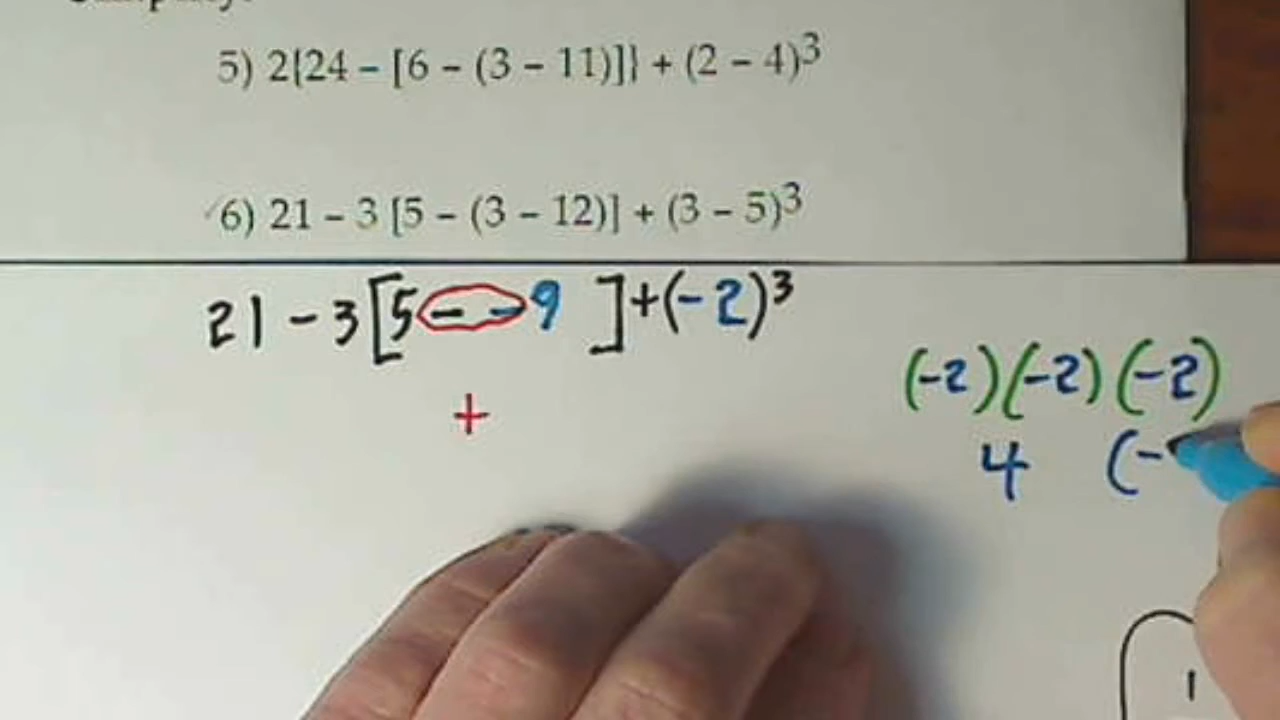 5) 2{24 – [6 – (3 – 11)]} + (2 – 4)³
6) 21 – 3 [5 – (3 – 12)] + (3 – 5)³
21 - 3[5 - -9 ] + (-2)³
+
(-2)(-2)(-2)
4 (-
1